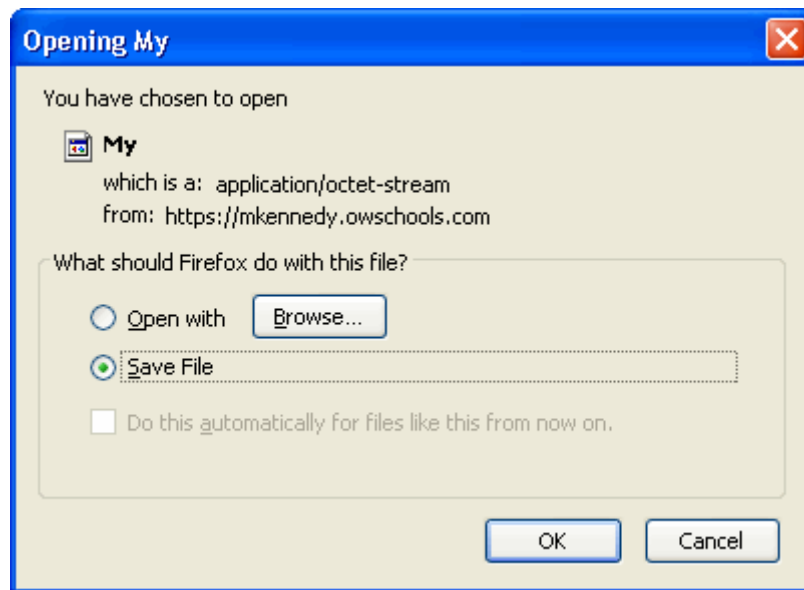 Opening My
You have chosen to open
My
which is a: application/octet-stream
from: https://mkennedy.owschools.com
What should Firefox do with this file?
Open with Browse...
Save File
Do this automatically for files like this from now on.
OK Cancel